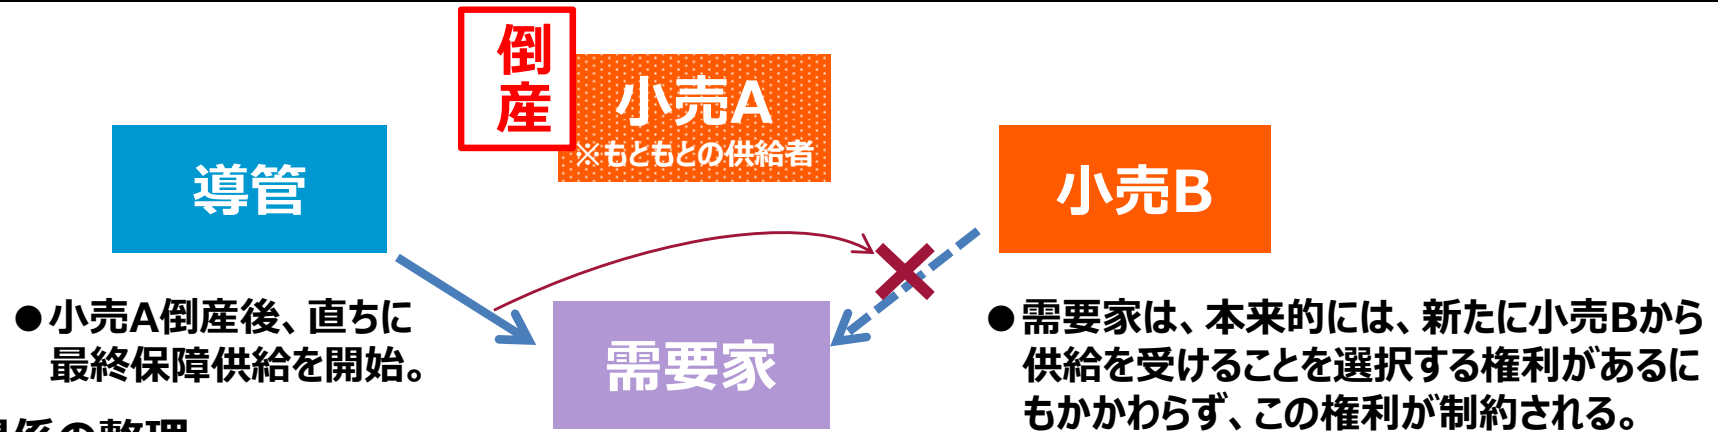 倒産
小売A
※もともとの供給者
導管
小売B
●小売A倒産後、直ちに
最終保障供給を開始。
需要家
●需要家は、本来的には、新たに小売Bから
供給を受けることを選択する権利があるに
もかかわらず、この権利が制約される。
係の整理